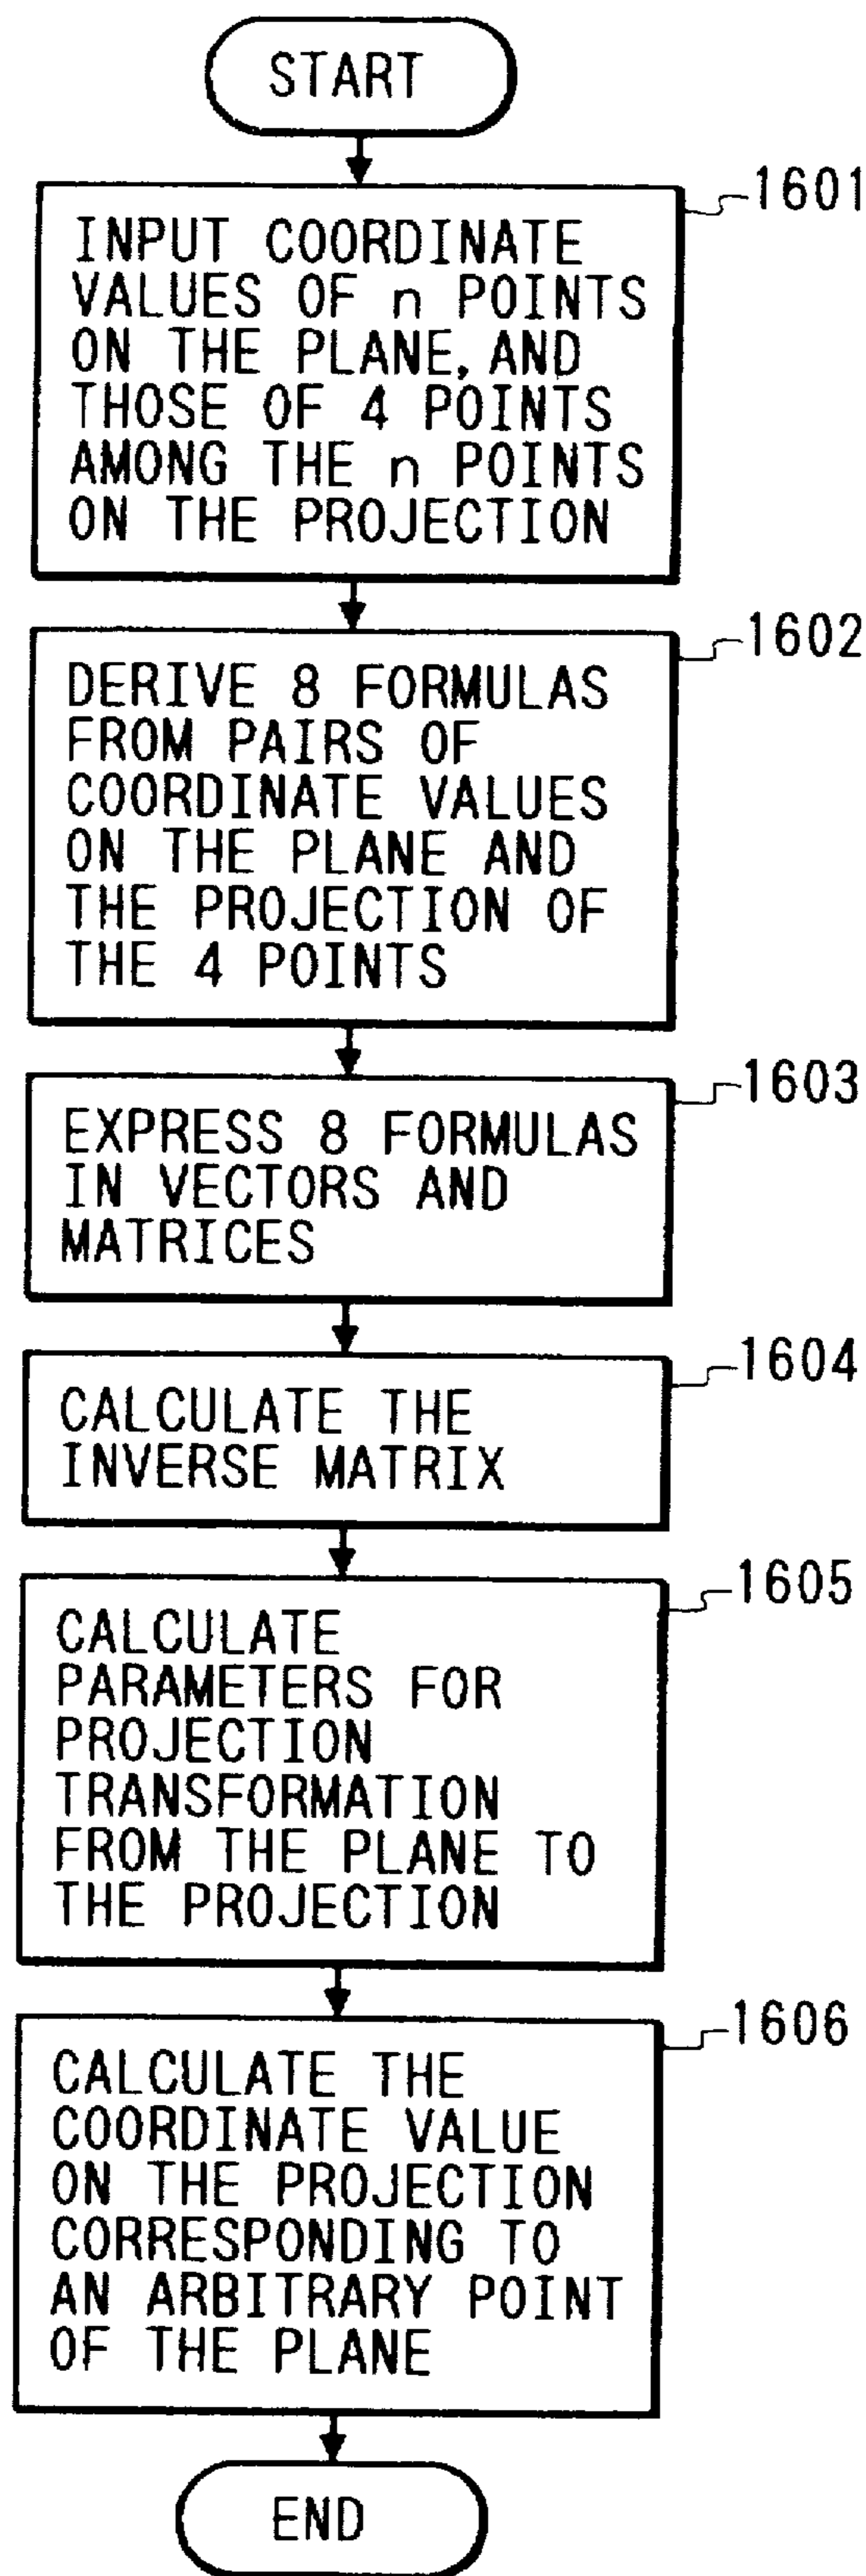 START
1601
INPUT COORDINATE
VALUES OF n POINTS
ON THE PLANE, AND
THOSE OF 4 POINTS
AMONG THE n POINTS
ON THE PROJECTION
1602
DERIVE 8 FORMULAS
FROM PAIRS OF
COORDINATE VALUES
ON THE PLANE AND
THE PROJECTION OF
THE 4 POINTS
1603
EXPRESS 8 FORMULAS
IN VECTORS AND
MATRICES
1604
CALCULATE THE
INVERSE MATRIX
1605
CALCULATE
PARAMETERS FOR
PROJECTION
TRANSFORMATION
FROM THE PLANE TO
THE PROJECTION
1606
CALCULATE THE
COORDINATE VALUE
ON THE PROJECTION
CORRESPONDING TO
AN ARBITRARY POINT
OF THE PLANE
END